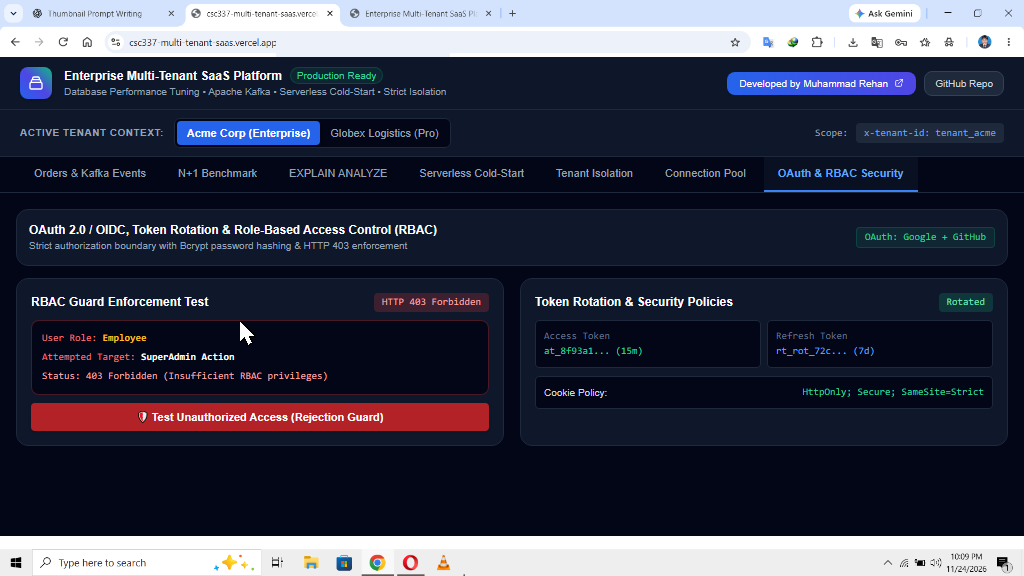 Thumbnail Prompt Writing
csc337-multi-tenant-saas.vercel
Enterprise Multi-Tenant SaaS Pl
Ask Gemini
csc337-multi-tenant-saas.vercel.app
Enterprise Multi-Tenant SaaS Platform
Production Ready
Database Performance Tuning • Apache Kafka • Serverless Cold-Start • Strict Isolation
Developed by Muhammad Rehan
GitHub Repo
ACTIVE TENANT CONTEXT:
Acme Corp (Enterprise)
Globex Logistics (Pro)
Scope:
x-tenant-id: tenant_acme
Orders & Kafka Events
N+1 Benchmark
EXPLAIN ANALYZE
Serverless Cold-Start
Tenant Isolation
Connection Pool
OAuth & RBAC Security
OAuth 2.0 / OIDC, Token Rotation & Role-Based Access Control (RBAC)
Strict authorization boundary with Bcrypt password hashing & HTTP 403 enforcement
OAuth: Google + GitHub
RBAC Guard Enforcement Test
HTTP 403 Forbidden
User Role: Employee
Attempted Target: SuperAdmin Action
Status: 403 Forbidden (Insufficient RBAC privileges)
Test Unauthorized Access (Rejection Guard)
Token Rotation & Security Policies
Rotated
Access Token
at_8f93a1... (15m)
Refresh Token
rt_rot_72c... (7d)
Cookie Policy:
HttpOnly; Secure; SameSite=Strict
Type here to search
10:09 PM
11/24/2026
1